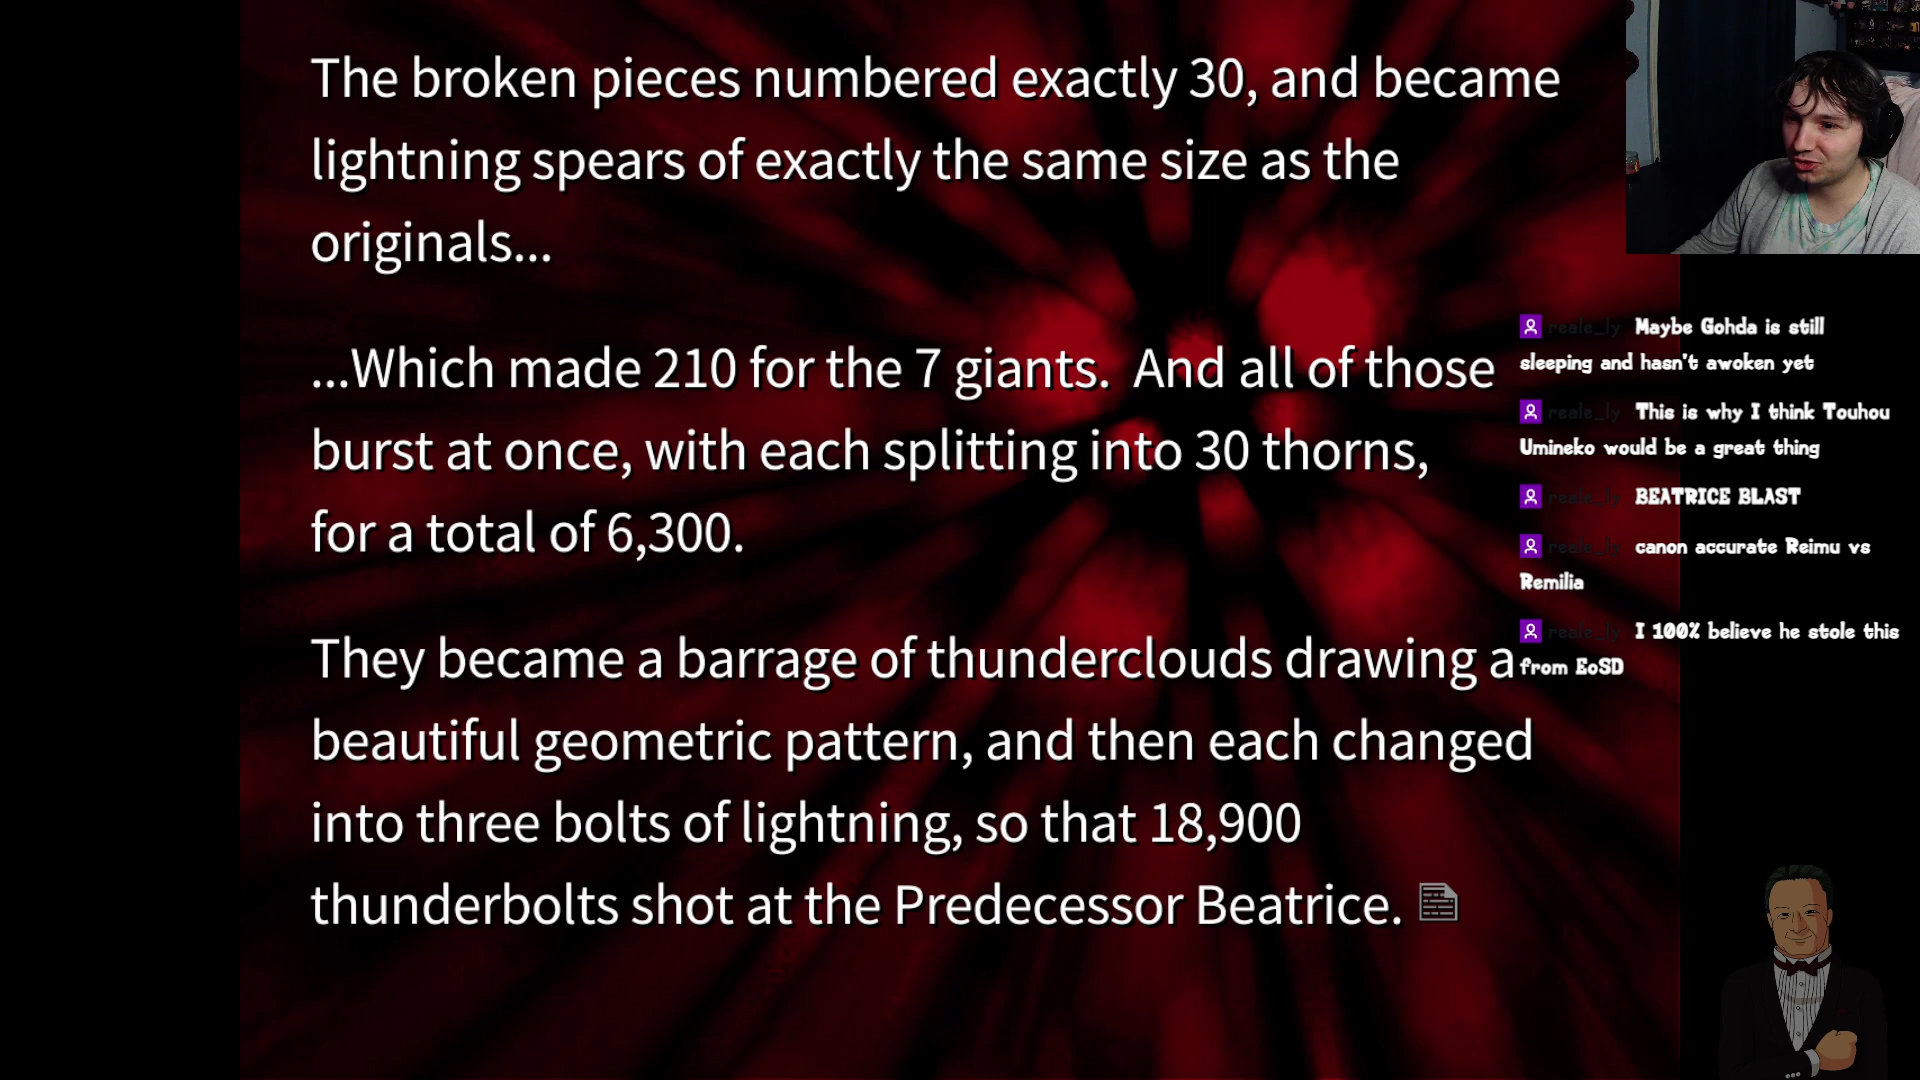 The broken pieces numbered exactly 30, and became
lightning spears of exactly the same size as the
originals...
...Which made 210 for the 7 giants.  And all of those
burst at once, with each splitting into 30 thorns,
for a total of 6,300.
They became a barrage of thunderclouds drawing a
beautiful geometric pattern, and then each changed
into three bolts of lightning, so that 18,900
thunderbolts shot at the Predecessor Beatrice.
reale_ly Maybe Gohda is still
sleeping and hasn't awoken yet
reale_ly This is why I think Touhou
Umineko would be a great thing
reale_ly BEATRICE BLAST
reale_ly canon accurate Reimu vs
Remilia
reale_ly I 100% believe he stole this
from EoSD